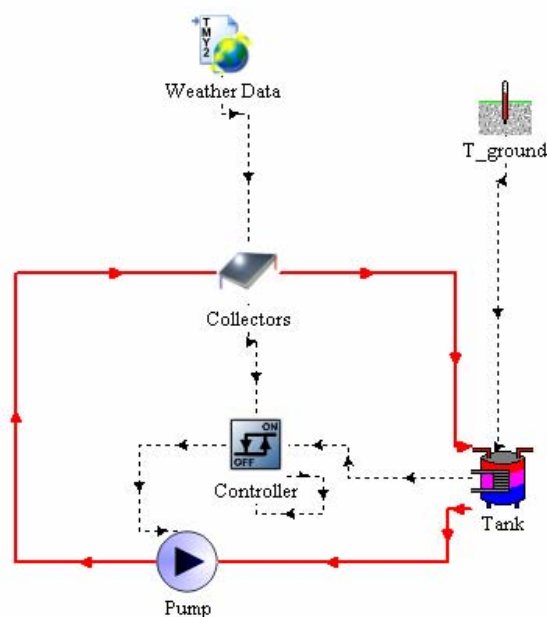 TMY2
Weather Data
T_ground
Collectors
ON
OFF
Controller
Tank
Pump